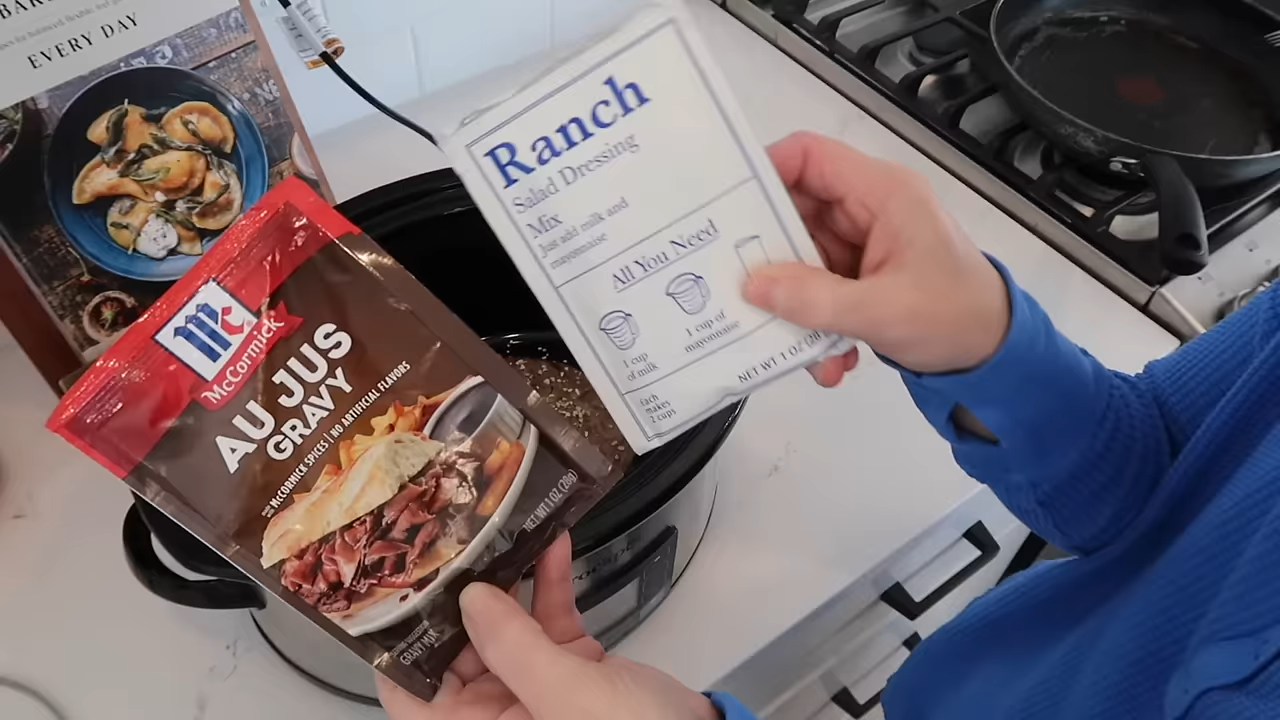 EVERY DAY
Ranch
Salad Dressing
Mix
Just add milk and
mayonnaise
All You Need
1 cup
of milk
1 cup of
mayonnaise
NET WT 1 OZ
Each
makes
2 cups
Mc
McCormick
AU JUS
GRAVY
McCORMICK SPICES | NO ARTIFICIAL FLAVORS
NET WT 1 OZ (28g)
GRAVY MIX